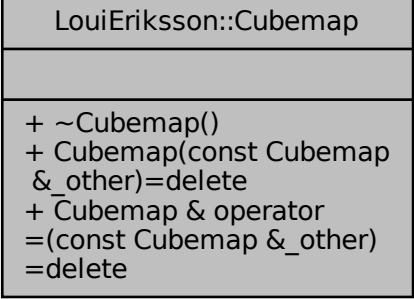 LouiEriksson::Cubemap
+ ~Cubemap()
+ Cubemap(const Cubemap
&_other)=delete
+ Cubemap & operator
=(const Cubemap &_other)
=delete